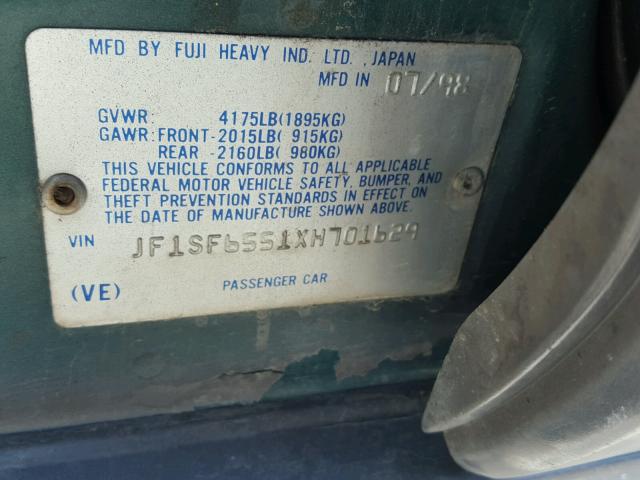 MFD BY FUJI HEAVY IND. LTD. ,JAPAN
MFD IN 07/98
GVWR: 4175LB(1895KG)
GAWR:FRONT-2015LB( 915KG)
REAR -2160LB( 980KG)
THIS VEHICLE CONFORMS TO ALL APPLICABLE
FEDERAL MOTOR VEHICLE SAFETY, BUMPER, AND
THEFT PREVENTION STANDARDS IN EFFECT ON
THE DATE OF MANUFACTURE SHOWN ABOVE.
VIN JF1SF6551XH701629
(VE) PASSENGER CAR